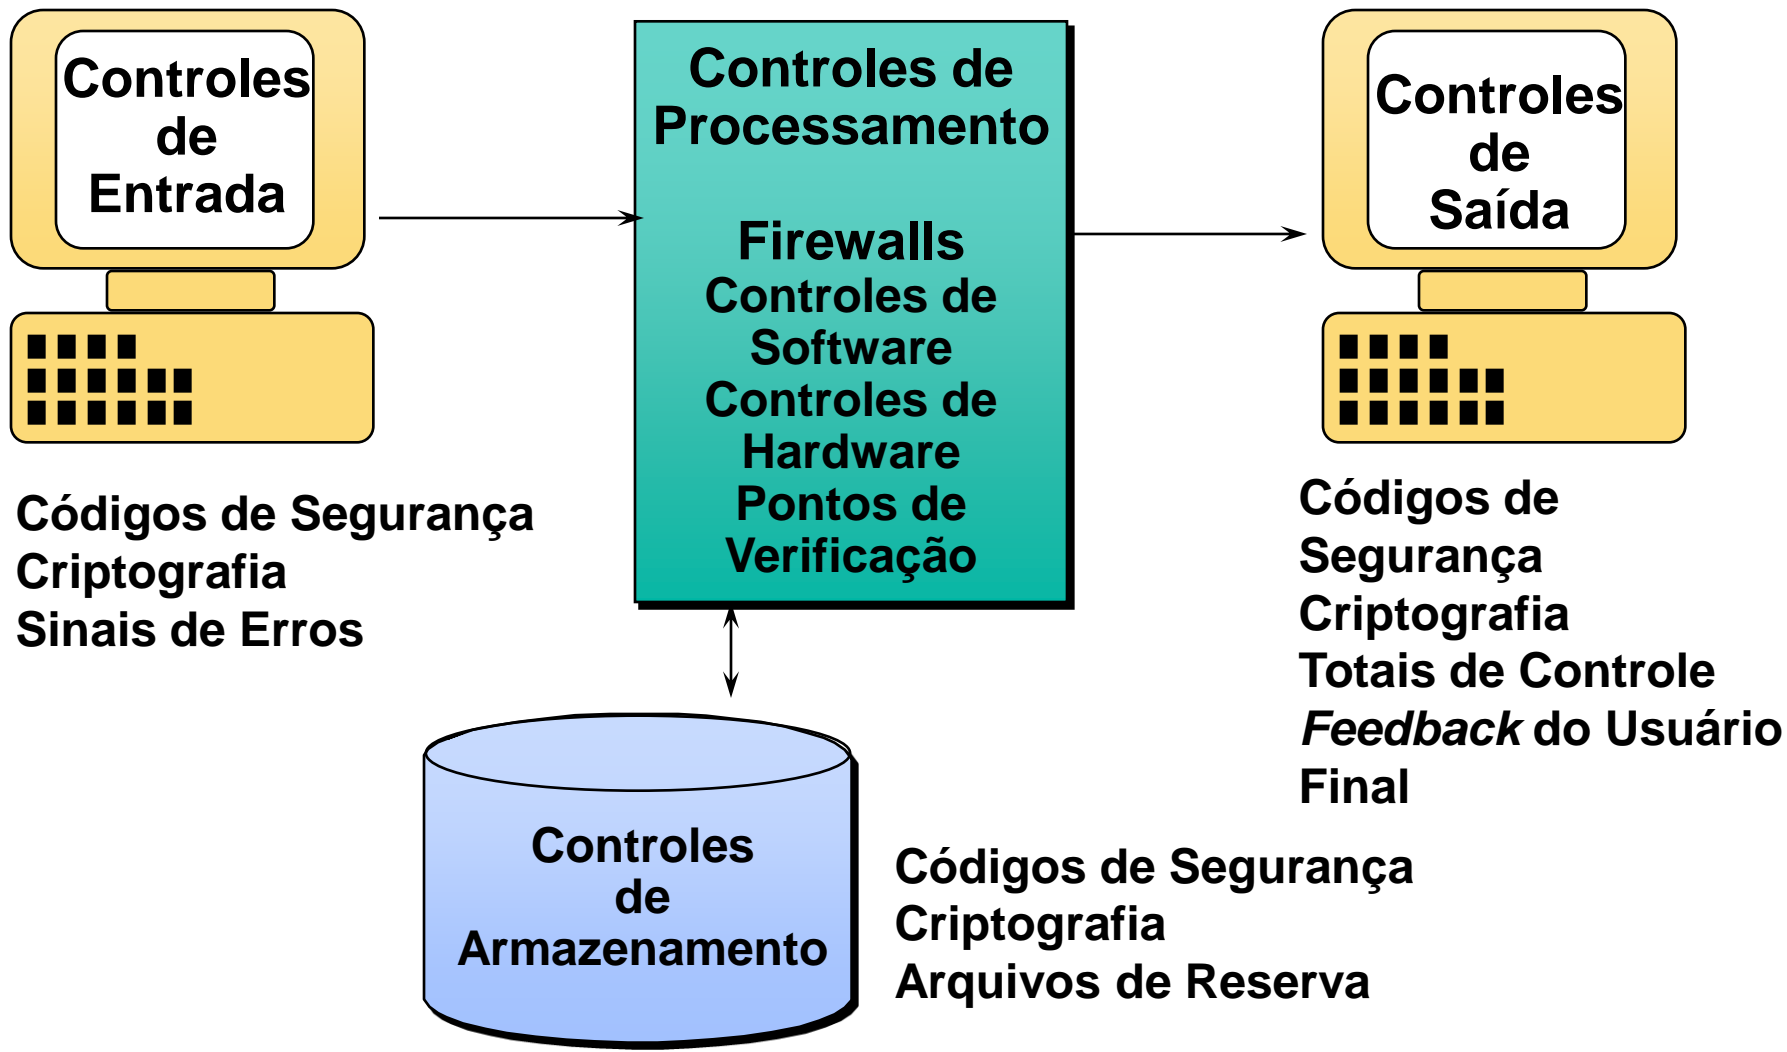 Controles
de
Entrada
Códigos de Segurança
Criptografia
Sinais de Erros
Controles de
Processamento
Firewalls
Controles de
Software
Controles de
Hardware
Pontos de
Verificação
Controles
de
Saída
Códigos de
Segurança
Criptografia
Totais de Controle
Feedback do Usuário
Final
Controles
de
Armazenamento
Códigos de Segurança
Criptografia
Arquivos de Reserva